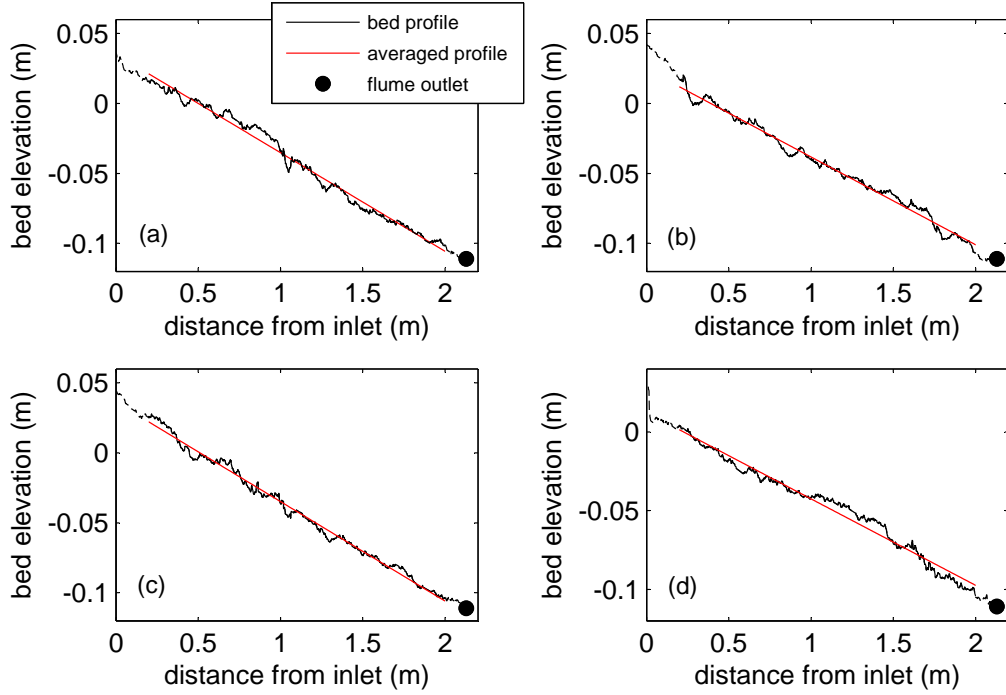 bed profile
averaged profile
flume outlet
0.05
0
-0.05
-0.1
bed elevation (m)
(a)
0 0.5 1 1.5 2
distance from inlet (m)
0.05
0
-0.05
-0.1
bed elevation (m)
(b)
0 0.5 1 1.5 2
distance from inlet (m)
0.05
0
-0.05
-0.1
bed elevation (m)
(c)
0 0.5 1 1.5 2
distance from inlet (m)
0
-0.05
-0.1
bed elevation (m)
(d)
0 0.5 1 1.5 2
distance from inlet (m)